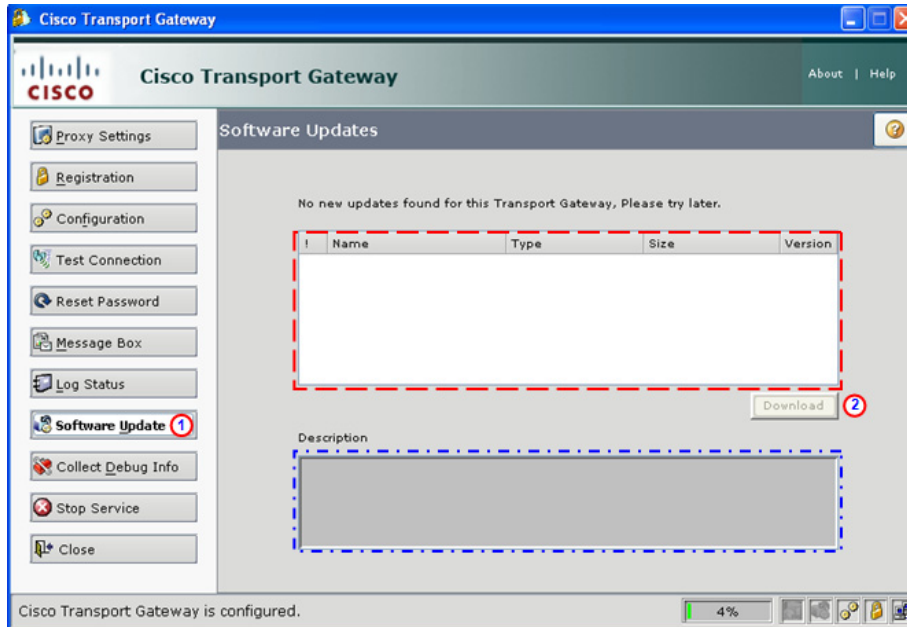 Cisco Transport Gateway
CISCO
Cisco Transport Gateway
About | Help
Proxy Settings
Registration
Configuration
Test Connection
Reset Password
Message Box
Log Status
Software Update 1
Collect Debug Info
Stop Service
Close
Software Updates
No new updates found for this Transport Gateway, Please try later.
! Name Type Size Version
Download 2
Description
Cisco Transport Gateway is configured.
4%